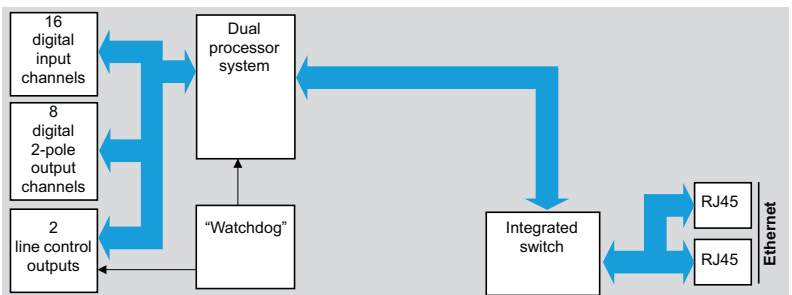 16
digital
input
channels
8
digital
2-pole
output
channels
2
line control
outputs
Dual
processor
system
“Watchdog”
Integrated
switch
RJ45
RJ45
Ethernet